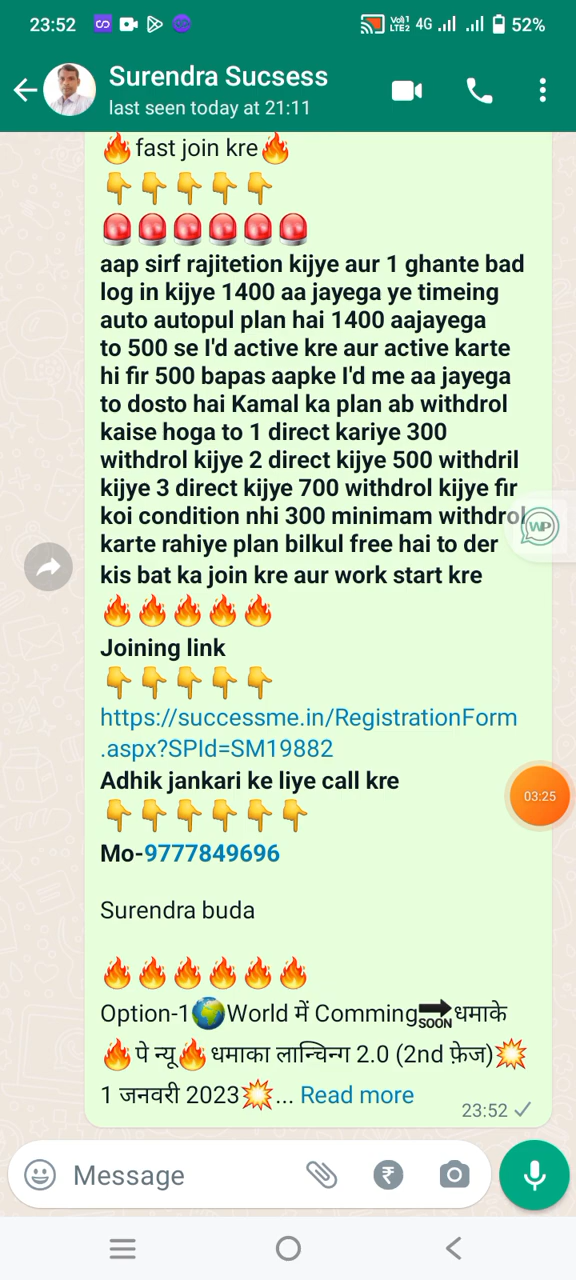 23:52
Vo)) 1
LTE2
4G
52%
Surendra Sucsess
last seen today at 21:11
🔥fast join kre🔥
👇👇👇👇👇
🚨🚨🚨🚨🚨🚨
aap sirf rajitetion kijye aur 1 ghante bad
log in kijye 1400 aa jayega ye timeing
auto autopul plan hai 1400 aajayega
to 500 se I'd active kre aur active karte
hi fir 500 bapas aapke I'd me aa jayega
to dosto hai Kamal ka plan ab withdrol
kaise hoga to 1 direct kariye 300
withdrol kijye 2 direct kijye 500 withdril
kijye 3 direct kijye 700 withdrol kijye fir
koi condition nhi 300 minimam withdrol
karte rahiye plan bilkul free hai to der
kis bat ka join kre aur work start kre
🔥🔥🔥🔥🔥
Joining link
👇👇👇👇👇
https://successme.in/RegistrationForm
.aspx?SPId=SM19882
Adhik jankari ke liye call kre
👇👇👇👇👇👇
Mo-9777849696
Surendra buda
🔥🔥🔥🔥🔥🔥
Option-1🌍World में Comming🔜धमाके
🔥पे न्यू🔥 धमाका लान्चिन्ग 2.0 (2nd फ़ेज)💥
1 जनवरी 2023💥... Read more
23:52
WP
03:25
Message